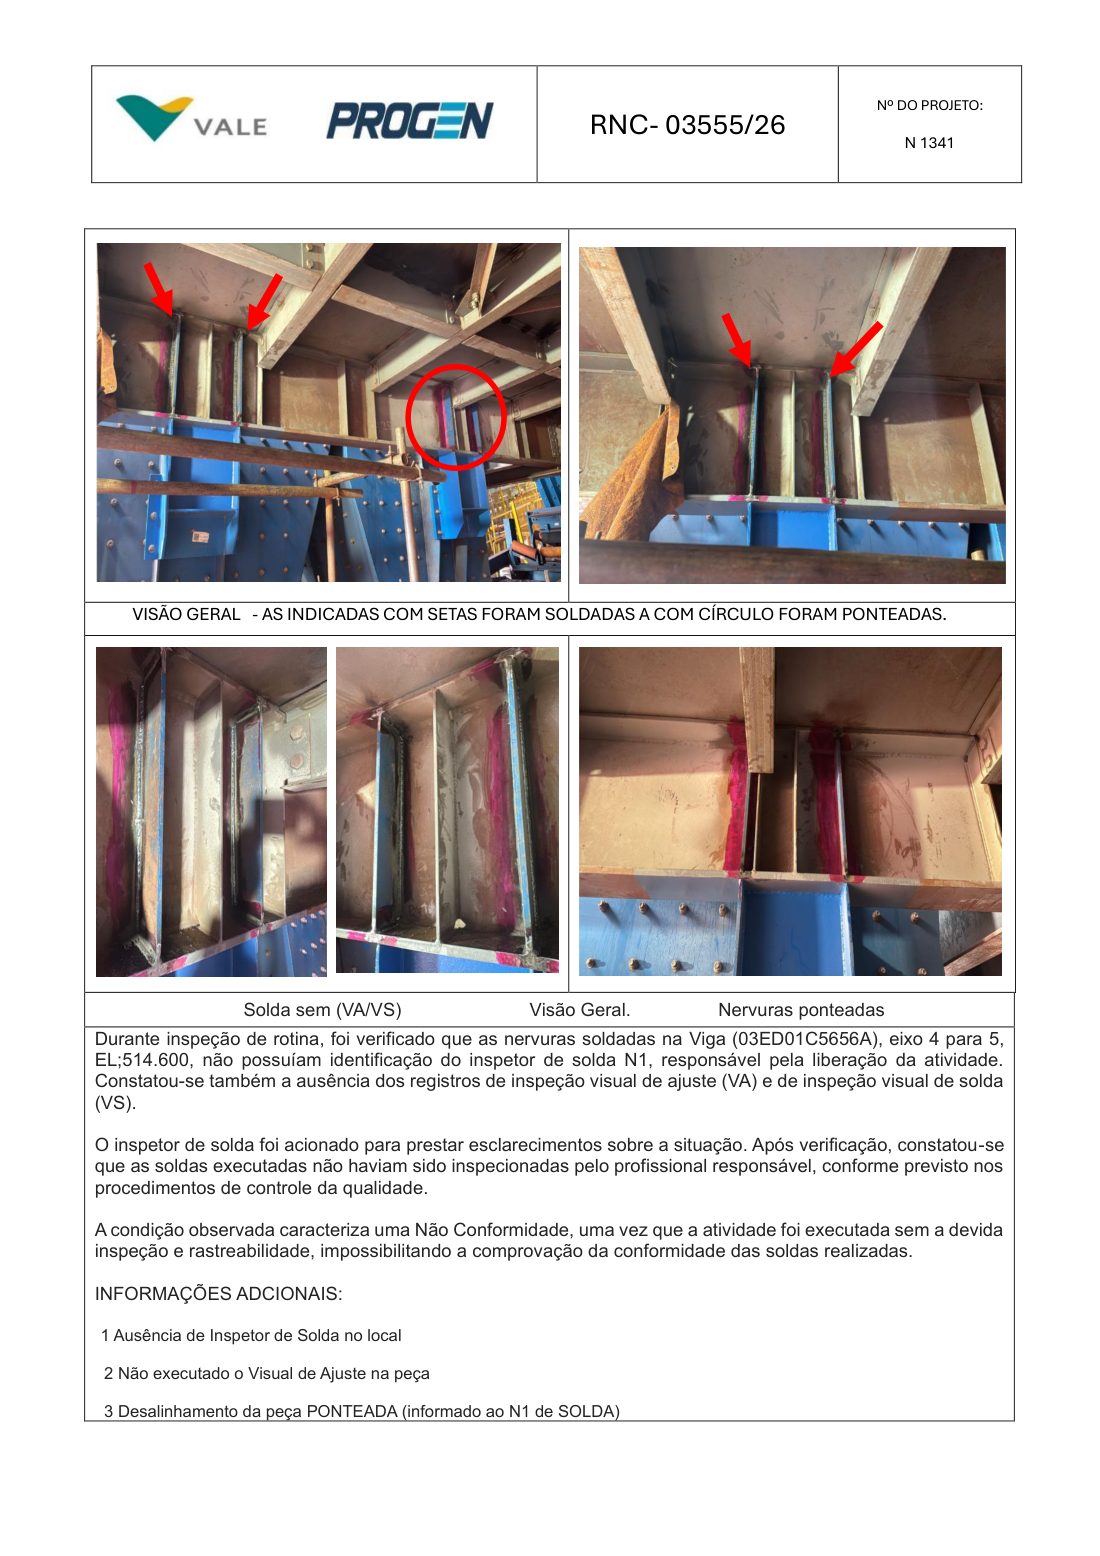 VALE
PROGEN
RNC- 03555/26
Nº DO PROJETO:
N 1341
VISÃO GERAL - AS INDICADAS COM SETAS FORAM SOLDADAS A COM CÍRCULO FORAM PONTEADAS.
Solda sem (VA/VS) Visão Geral. Nervuras ponteadas
Durante inspeção de rotina, foi verificado que as nervuras soldadas na Viga (03ED01C5656A), eixo 4 para 5,
EL;514.600, não possuíam identificação do inspetor de solda N1, responsável pela liberação da atividade.
Constatou-se também a ausência dos registros de inspeção visual de ajuste (VA) e de inspeção visual de solda
(VS).
O inspetor de solda foi acionado para prestar esclarecimentos sobre a situação. Após verificação, constatou-se
que as soldas executadas não haviam sido inspecionadas pelo profissional responsável, conforme previsto nos
procedimentos de controle da qualidade.
A condição observada caracteriza uma Não Conformidade, uma vez que a atividade foi executada sem a devida
inspeção e rastreabilidade, impossibilitando a comprovação da conformidade das soldas realizadas.
INFORMAÇÕES ADCIONAIS:
1 Ausência de Inspetor de Solda no local
2 Não executado o Visual de Ajuste na peça
3 Desalinhamento da peça PONTEADA (informado ao N1 de SOLDA)